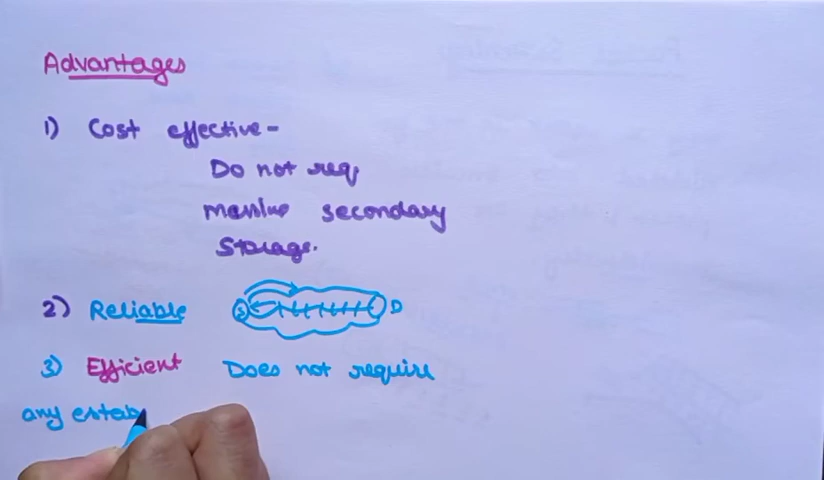 Advantages
1) Cost effective -
Do not req.
massive secondary
Storage.
2) Reliable S D
3) Efficient Does not require
any estab